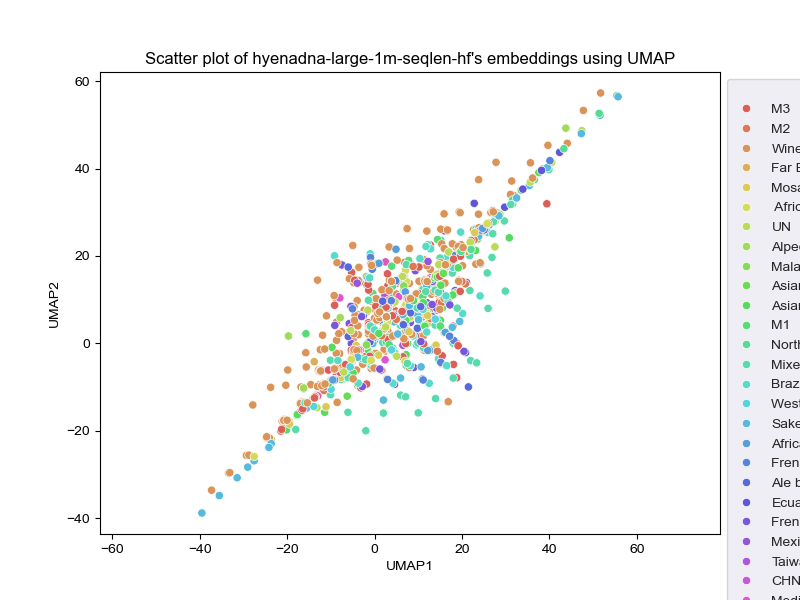 Scatter plot of hyenadna-large-1m-seqlen-hf's embeddings using UMAP
60
40
20
0
−20
−40
UMAP2
−60
−40
−20
0
20
40
60
UMAP1
M3
M2
Wine
Far E
Mosa
Afric
UN
Alpe
Mala
Asian
Asian
M1
North
Mixe
Braz
West
Sake
Africa
Fren
Ale b
Ecua
Fren
Mexi
Taiwa
CHN